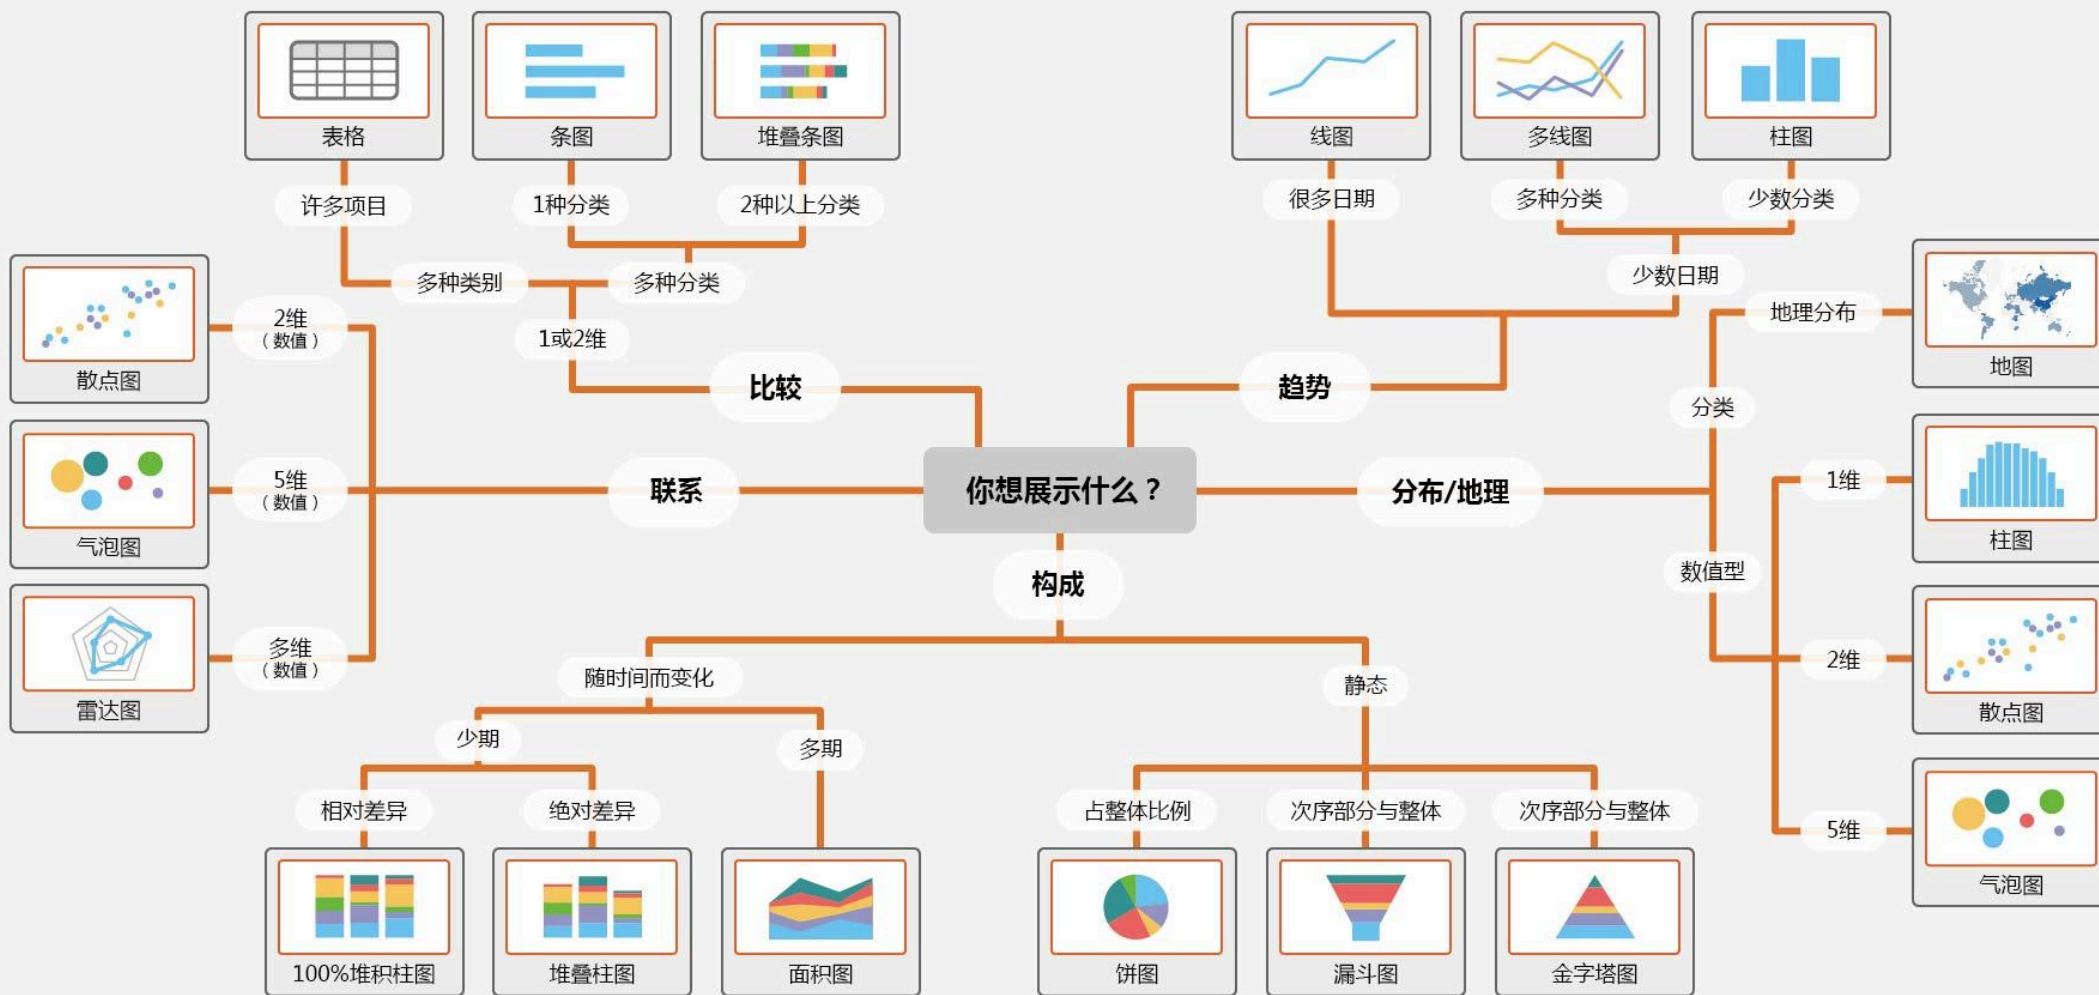 表格
条图
堆叠条图
线图
多线图
柱图
许多项目
1种分类
2种以上分类
很多日期
多种分类
少数分类
多种类别
多种分类
少数日期
2维
（数值）
1或2维
地理分布
散点图
地图
比较
趋势
分类
5维
（数值）
联系
你想展示什么？
分布/地理
1维
气泡图
柱图
构成
数值型
多维
（数值）
2维
雷达图
散点图
随时间而变化
静态
少期
多期
相对差异
绝对差异
占整体比例
次序部分与整体
次序部分与整体
5维
气泡图
100%堆积柱图
堆叠柱图
面积图
饼图
漏斗图
金字塔图